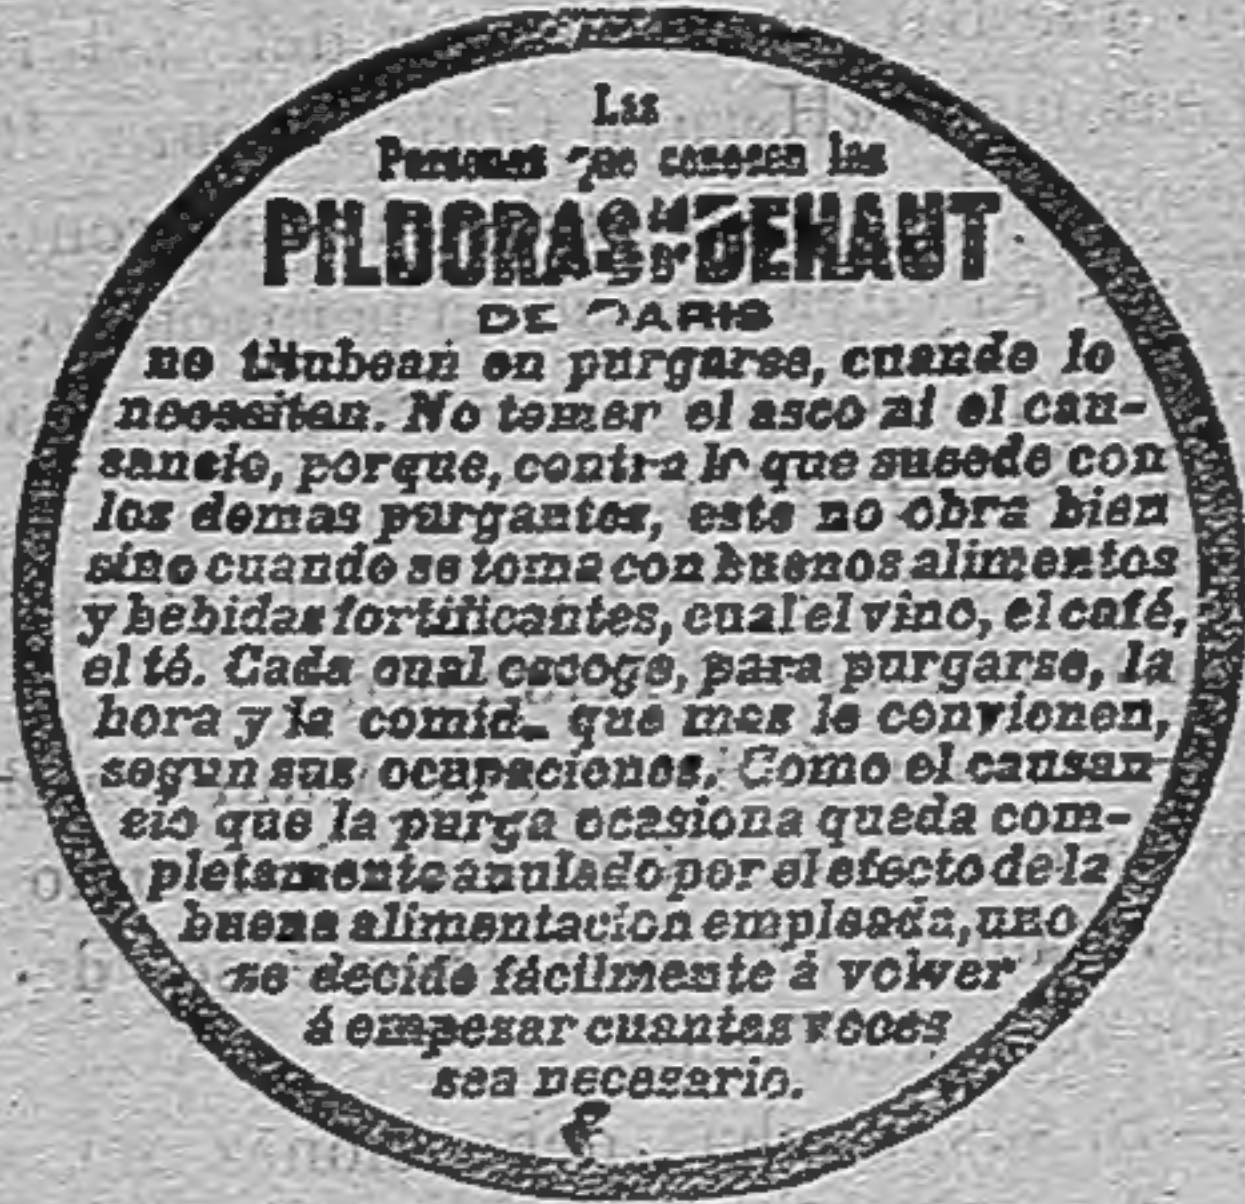 Las
Personas que conocen las
PILDORAS DEL DR DEHAUT
DE PARIS
no titubean en purgarse, cuando lo
necesitan. No temer el asco ni el cau-
sancio, porque, contra lo que sucede con
los demas purgantes, este no obra bien
sino cuando se toma con buenos alimentos
y bebidas fortificantes, cual el vino, el café,
el té. Cada cual escoge, para purgarse, la
hora y la comida que mas le convienen,
segun sus ocupaciones. Como el causan
cio que la purga ocasiona queda com-
pletamente anulado por el efecto de la
buena alimentacion empleada, uno
se decide fácilmente á volver
á empezar cuantas veces
sea necesario.